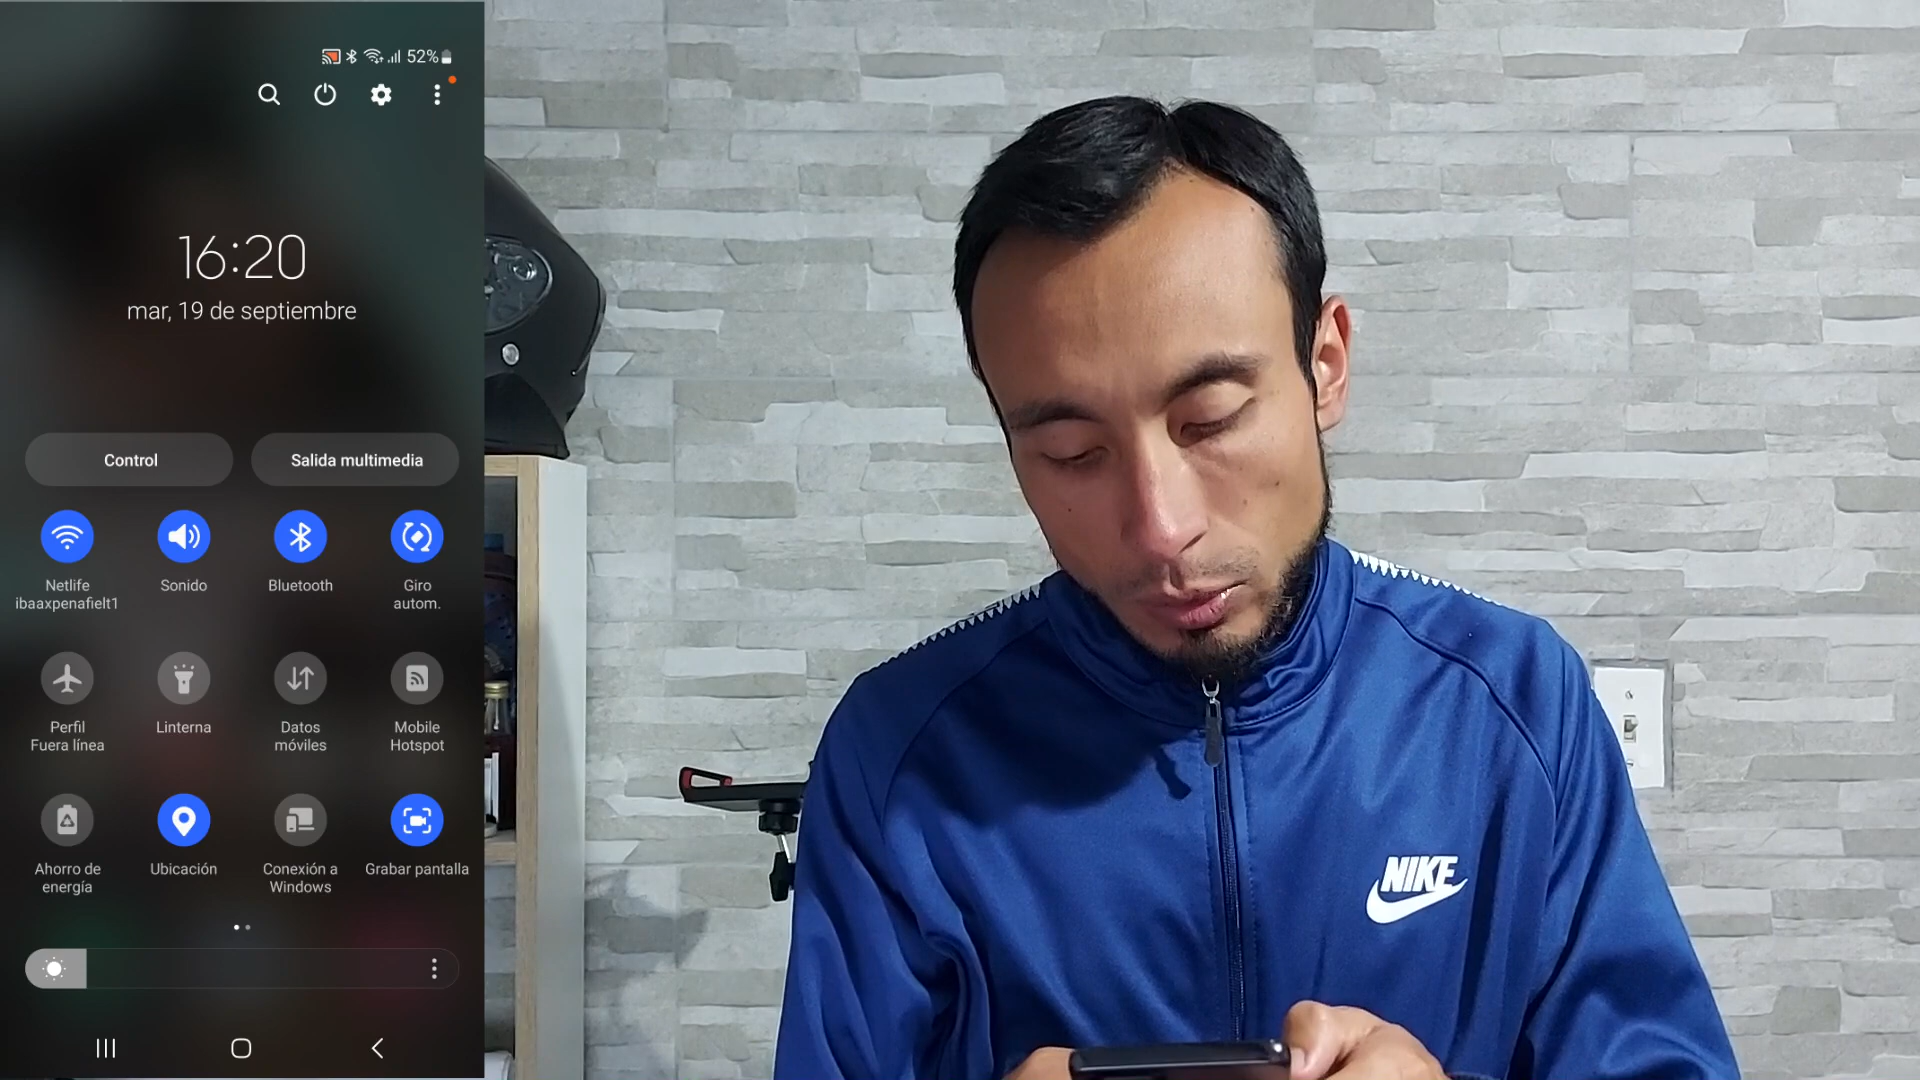 52%
16:20
mar, 19 de septiembre
Control
Salida multimedia
Netlife
ibaaxpenafielt1
Sonido
Bluetooth
Giro
autom.
Perfil
Fuera línea
Linterna
Datos
móviles
Mobile
Hotspot
Ahorro de
energía
Ubicación
Conexión a
Windows
Grabar pantalla
NIKE